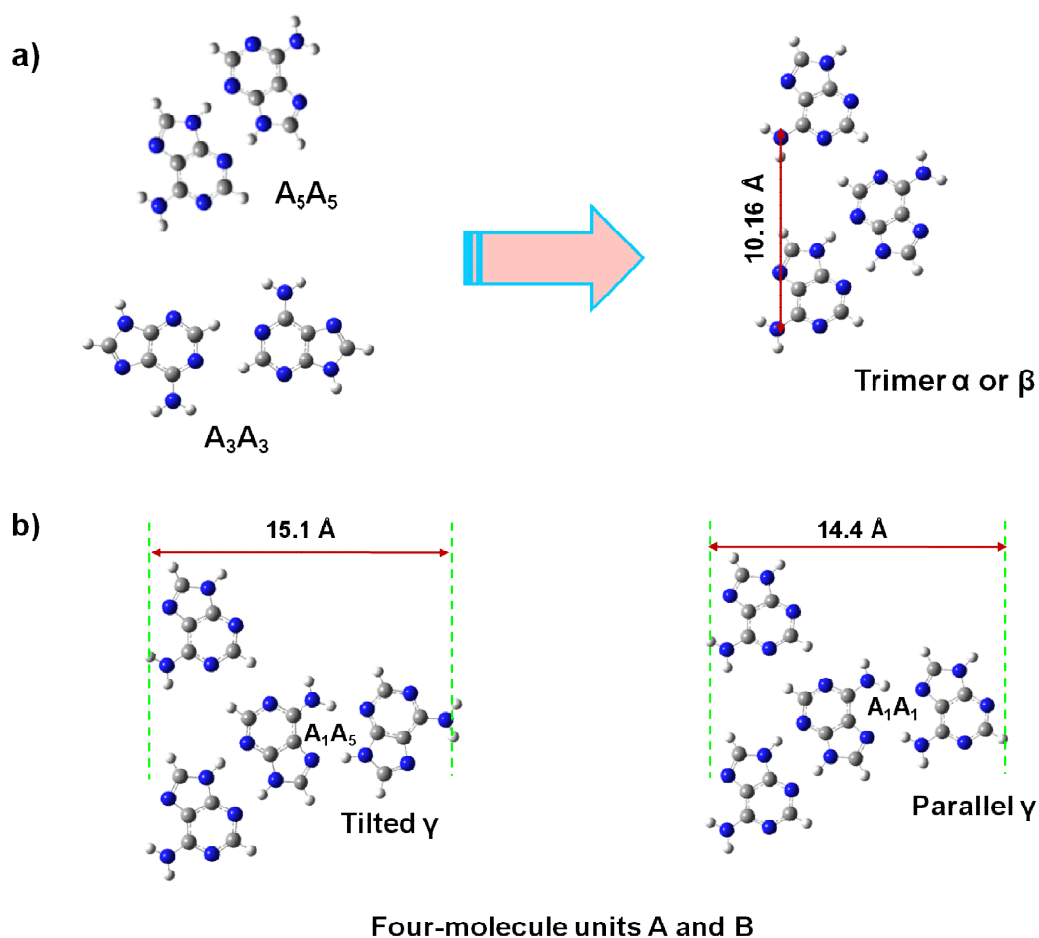 a)
A₅A₅
A₃A₃
10.16 Å
Trimer α or β
b)
15.1 Å
14.4 Å
A₁A₅
A₁A₁
Tilted γ
Parallel γ
Four-molecule units A and B